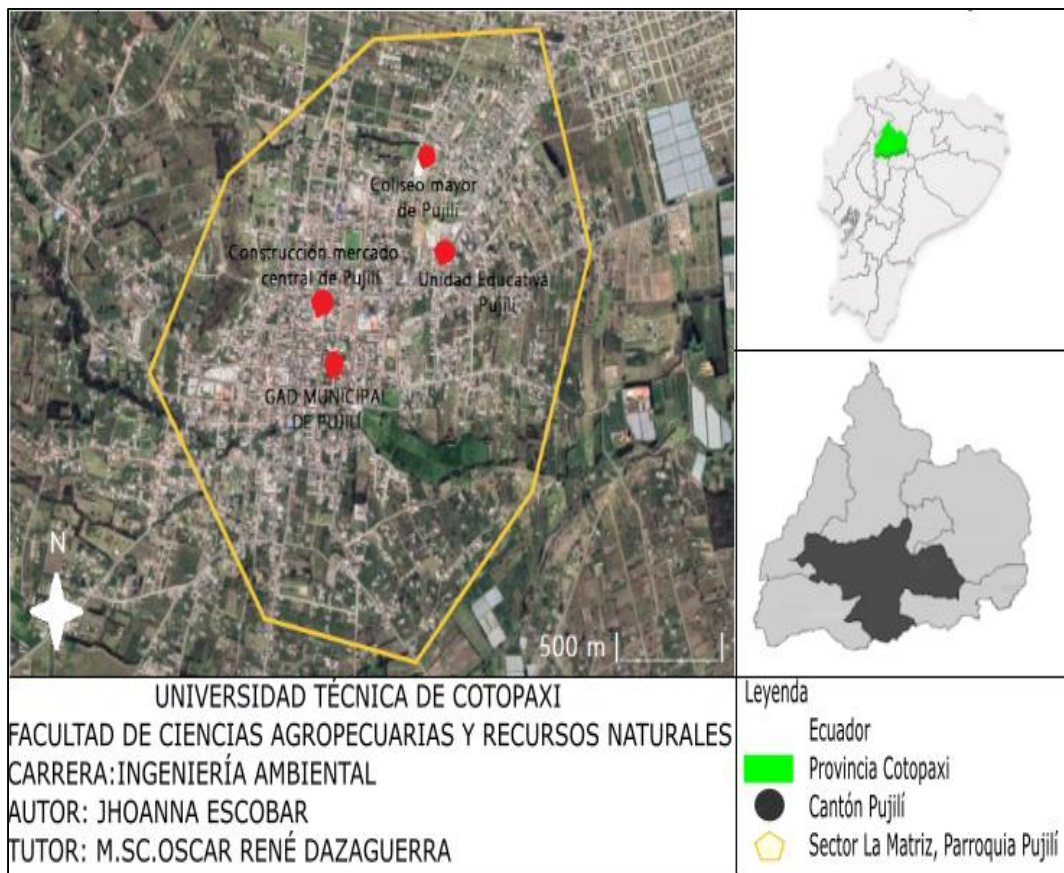 Coliseo mayor
de Pujilí
Construcción mercado
central de Pujilí
Unidad Educativa
Pujilí
GAD MUNICIPAL
DE PUJILÍ
N
500 m
UNIVERSIDAD TÉCNICA DE COTOPAXI
FACULTAD DE CIENCIAS AGROPECUARIAS Y RECURSOS NATURALES
CARRERA:INGENIERÍA AMBIENTAL
AUTOR: JHOANNA ESCOBAR
TUTOR: M.SC.OSCAR RENÉ DAZAGUERRA
Leyenda
Ecuador
Provincia Cotopaxi
Cantón Pujilí
Sector La Matriz, Parroquia Pujilí